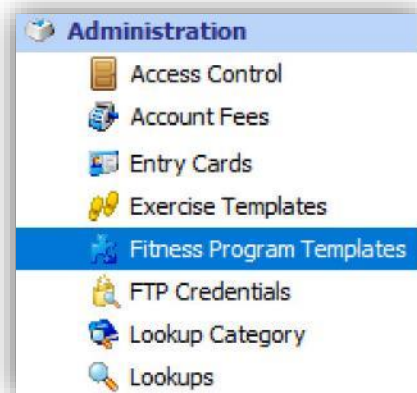 Administration
Access Control
Account Fees
Entry Cards
Exercise Templates
Fitness Program Templates
FTP Credentials
Lookup Category
Lookups